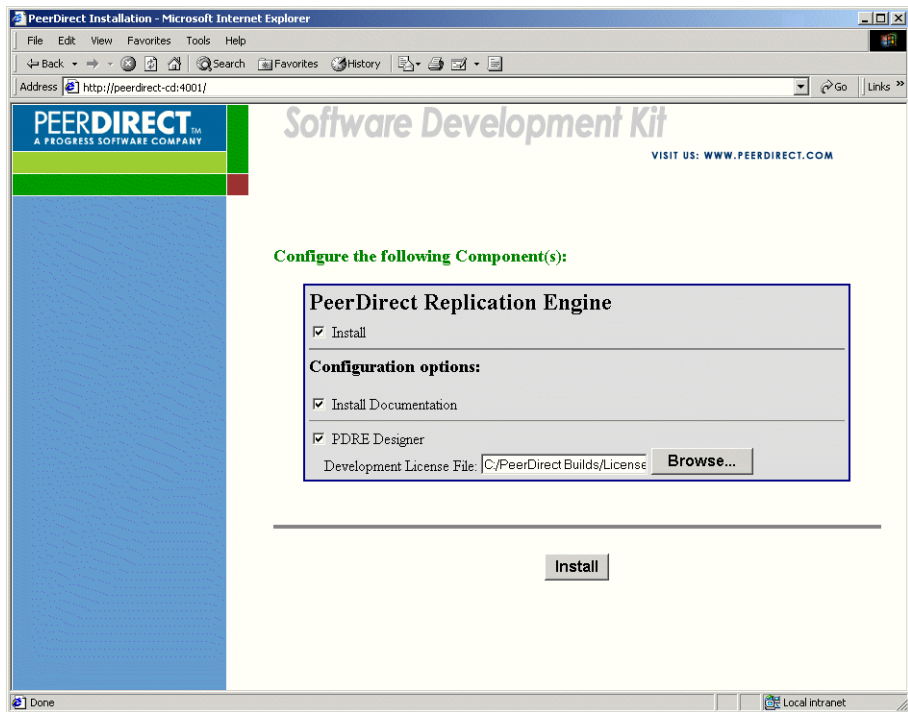 PeerDirect Installation - Microsoft Internet Explorer
File Edit View Favorites Tools Help
Back Search Favorites History
Address http://peerdirect-cd:4001/ Go Links »
PEERDIRECT TM
A PROGRESS SOFTWARE COMPANY
Software Development Kit
VISIT US: WWW.PEERDIRECT.COM
Configure the following Component(s):
PeerDirect Replication Engine
Install
Configuration options:
Install Documentation
PDRE Designer
Development License File: C:/PeerDirect Builds/License Browse...
Install
Done Local intranet